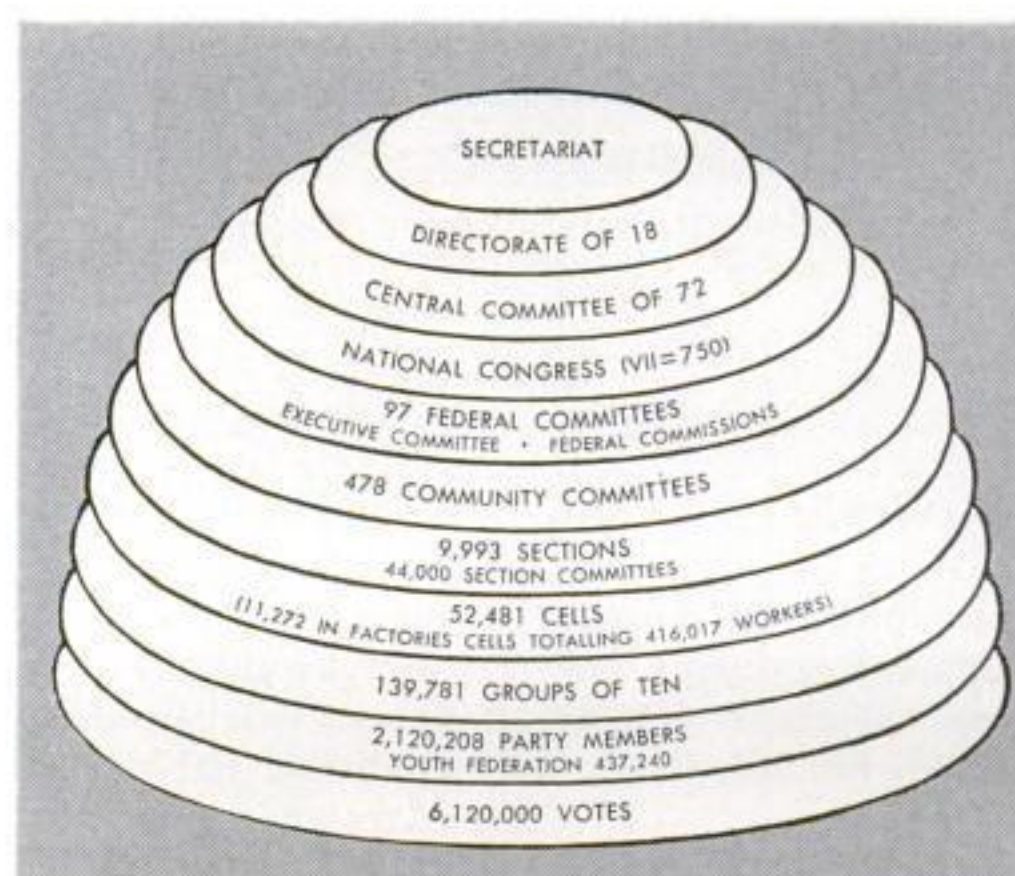 SECRETARIAT
DIRECTORATE OF 18
CENTRAL COMMITTEE OF 72
NATIONAL CONGRESS (VII=750)
97 FEDERAL COMMITTEES
EXECUTIVE COMMITTEE · FEDERAL COMMISSIONS
478 COMMUNITY COMMITTEES
9,993 SECTIONS
44,000 SECTION COMMITTEES
52,481 CELLS
(11,272 IN FACTORIES CELLS TOTALLING 416,017 WORKERS)
139,781 GROUPS OF TEN
2,120,208 PARTY MEMBERS
YOUTH FEDERATION 437,240
6,120,000 VOTES